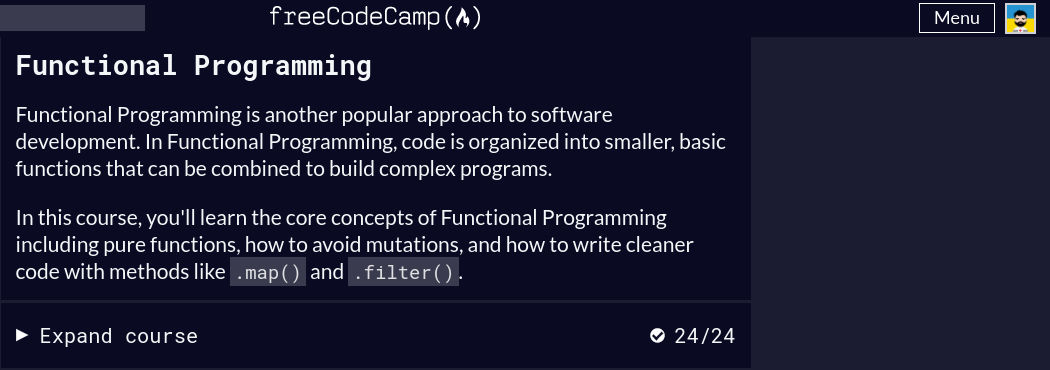 freeCodeCamp(🔥)
Menu
Functional Programming
Functional Programming is another popular approach to software
development. In Functional Programming, code is organized into smaller, basic
functions that can be combined to build complex programs.
In this course, you'll learn the core concepts of Functional Programming
including pure functions, how to avoid mutations, and how to write cleaner
code with methods like .map() and .filter().
Expand course
24/24